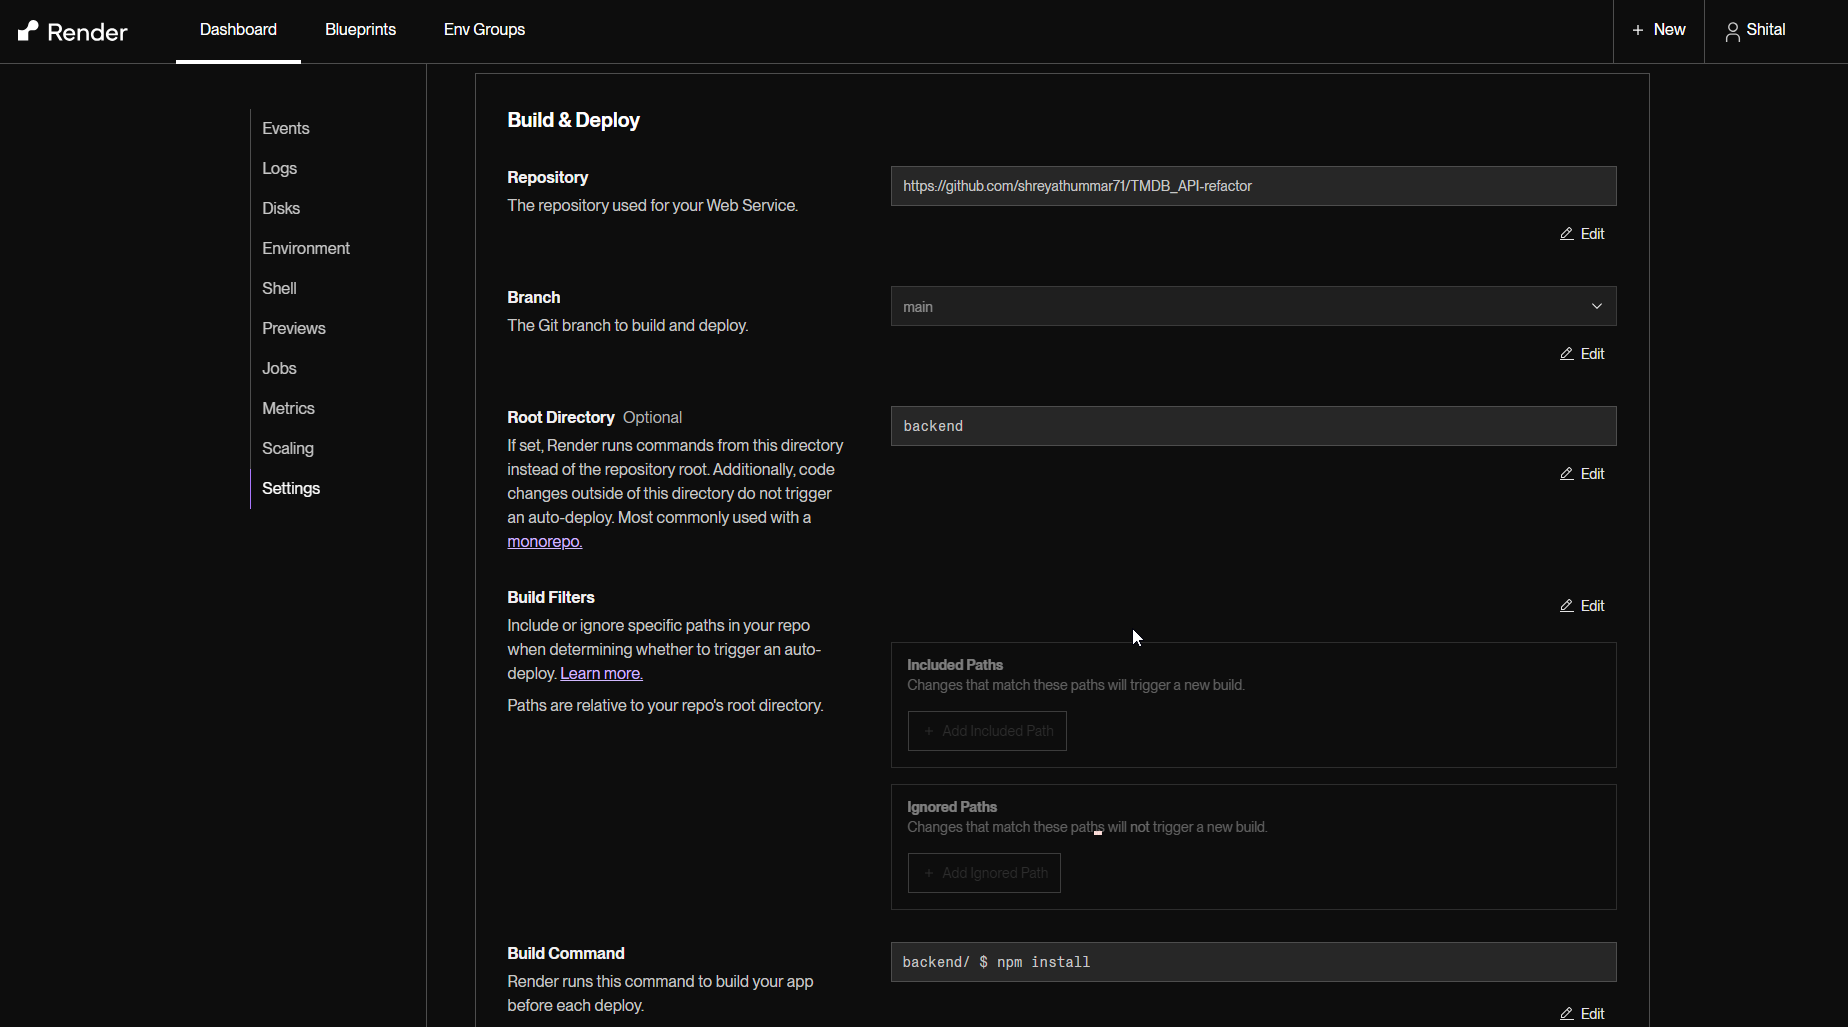 Render
Dashboard
Blueprints
Env Groups
+ New
Shital
Events
Logs
Disks
Environment
Shell
Previews
Jobs
Metrics
Scaling
Settings
Build & Deploy
Repository
The repository used for your Web Service.
https://github.com/shreyathummar71/TMDB_API-refactor
Edit
Branch
The Git branch to build and deploy.
main
Edit
Root Directory Optional
If set, Render runs commands from this directory
instead of the repository root. Additionally, code
changes outside of this directory do not trigger
an auto-deploy. Most commonly used with a
monorepo.
backend
Edit
Build Filters
Include or ignore specific paths in your repo
when determining whether to trigger an auto-
deploy. Learn more.
Paths are relative to your repo's root directory.
Edit
Included Paths
Changes that match these paths will trigger a new build.
+ Add Included Path
Ignored Paths
Changes that match these paths will not trigger a new build.
+ Add Ignored Path
Build Command
Render runs this command to build your app
before each deploy.
backend/ $ npm install
Edit